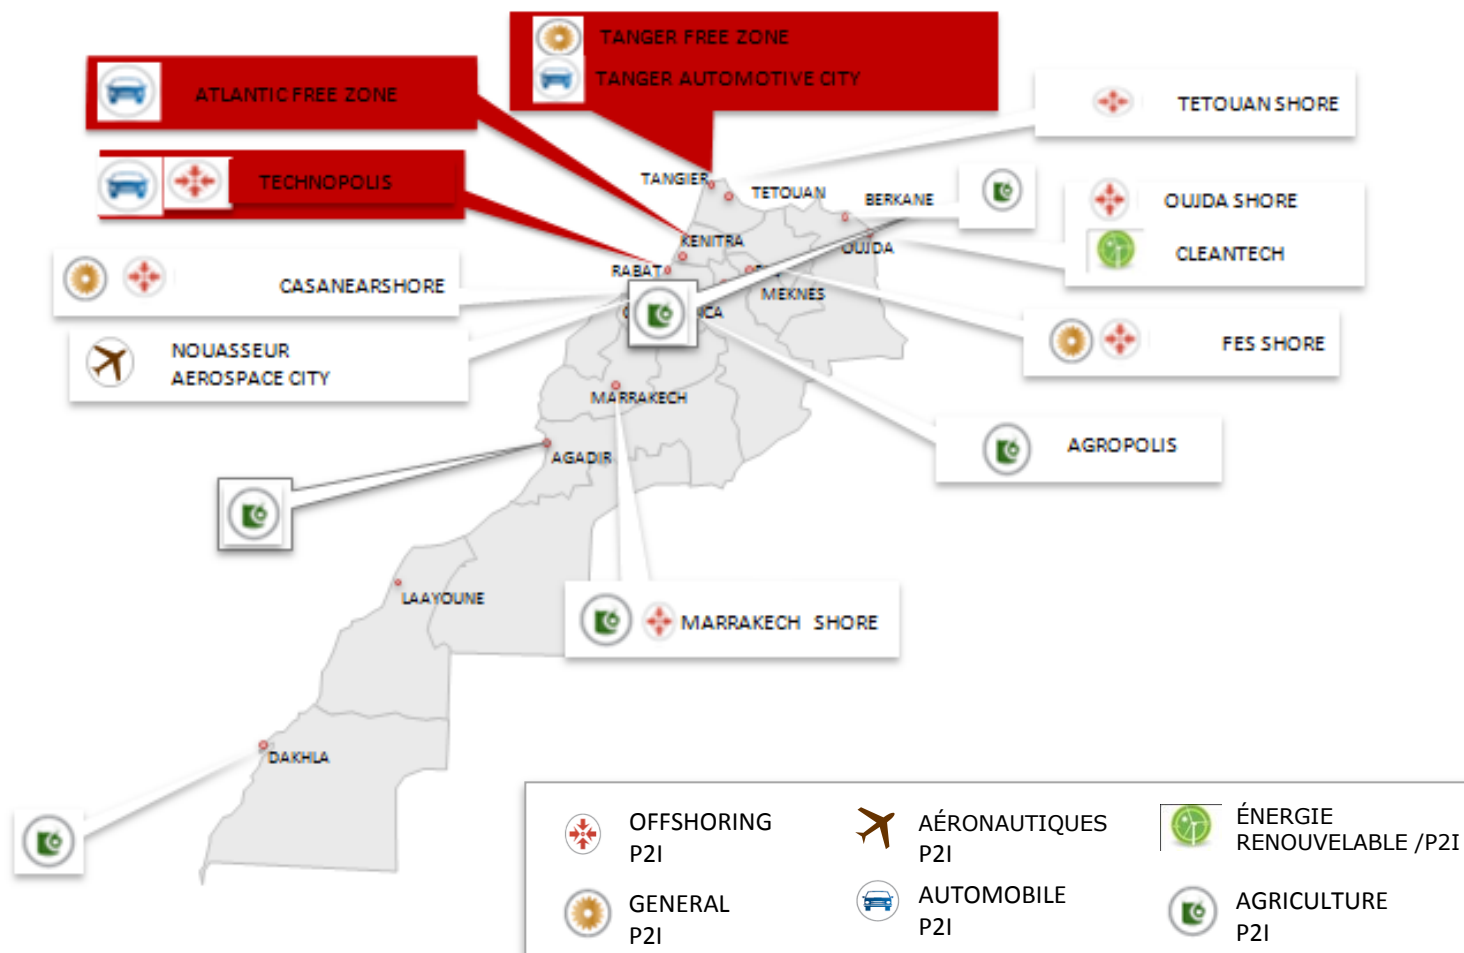 TANGER FREE ZONE
TANGER AUTOMOTIVE CITY
ATLANTIC FREE ZONE
TETOUAN SHORE
TECHNOPOLIS
TANGIER
TETOUAN
BERKANE
OUJDA SHORE
CLEANTECH
KENITRA
OUJDA
RABAT
MEKNES
CASANEARSHORE
NOUASSEUR
AEROSPACE CITY
FES SHORE
MARRAKECH
AGROPOLIS
AGADIR
LAAYOUNE
MARRAKECH SHORE
DAKHLA
OFFSHORING
P2I
AÉRONAUTIQUES
P2I
ÉNERGIE
RENOUVELABLE /P2I
GENERAL
P2I
AUTOMOBILE
P2I
AGRICULTURE
P2I